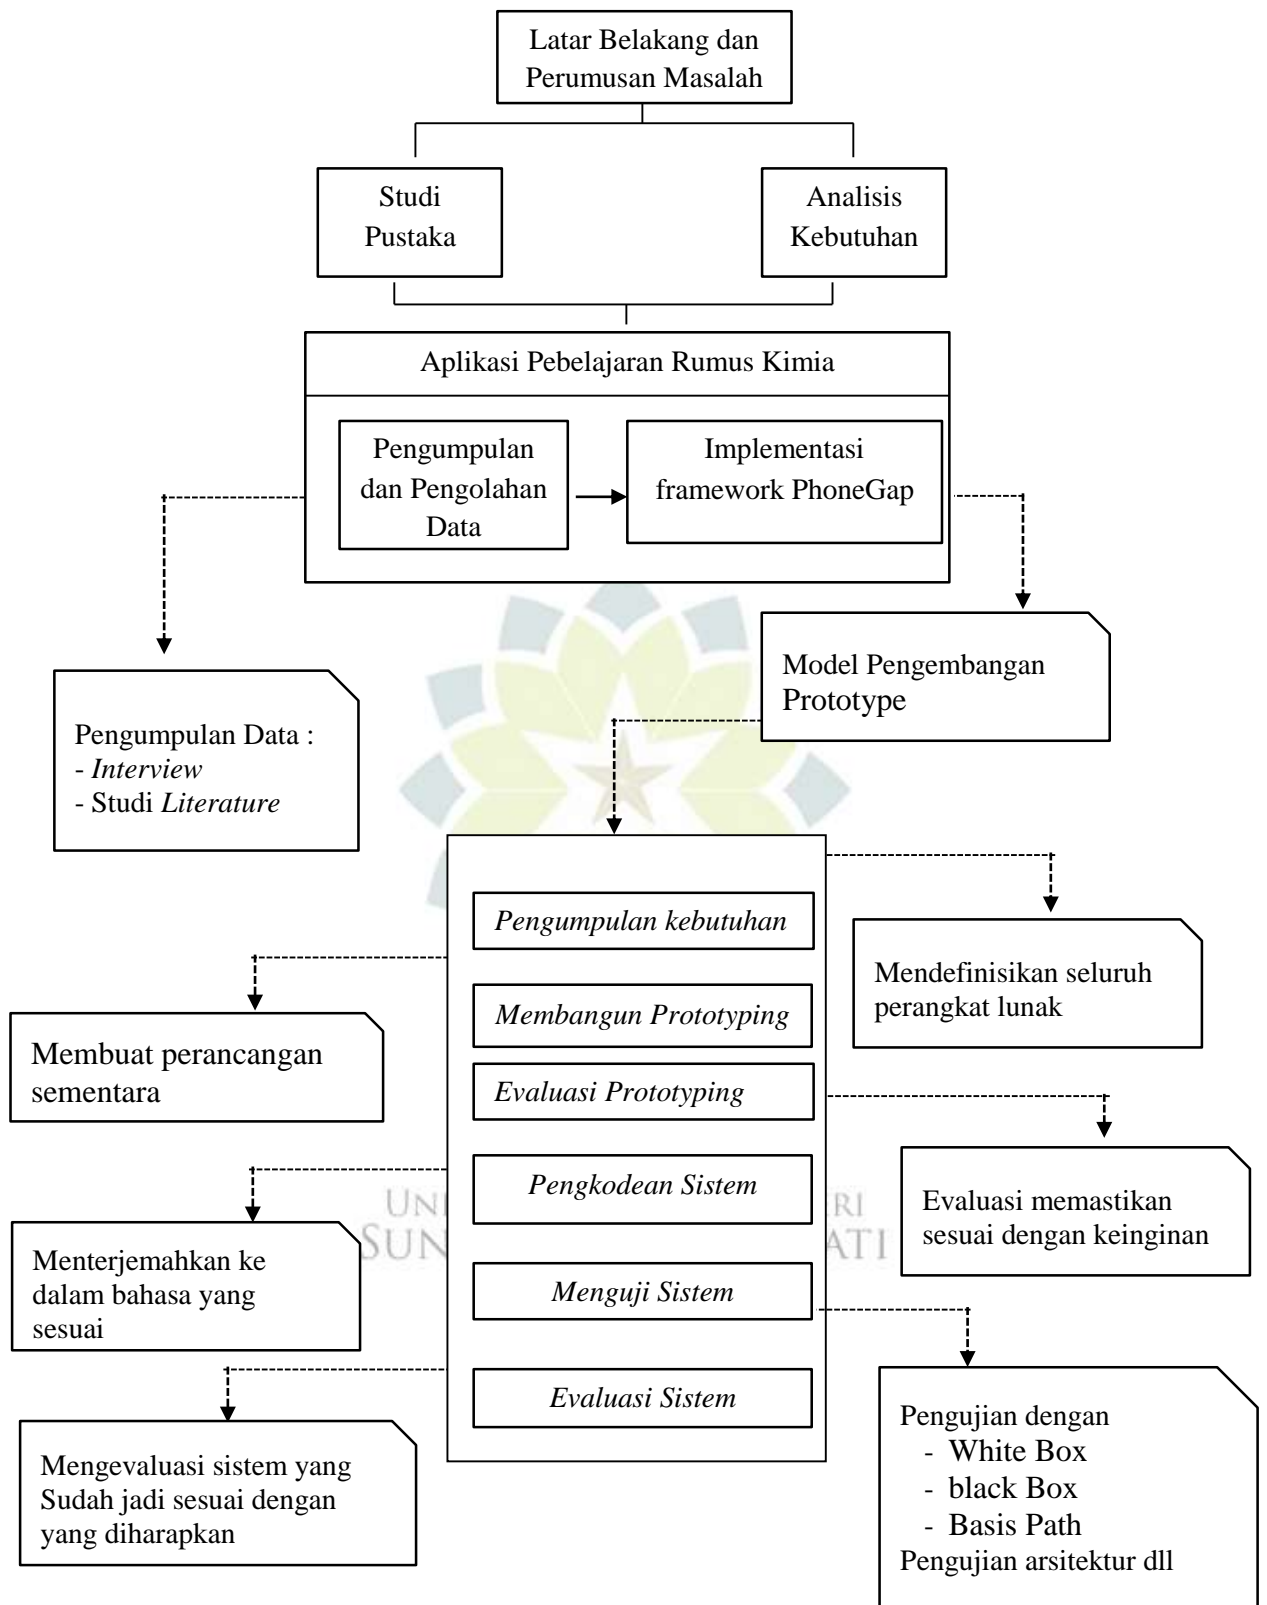 Latar Belakang dan
Perumusan Masalah
Studi
Pustaka
Analisis
Kebutuhan
Aplikasi Pebelajaran Rumus Kimia
Pengumpulan
dan Pengolahan
Data
Implementasi
framework PhoneGap
Model Pengembangan
Prototype
Pengumpulan Data :
- Interview
- Studi Literature
Pengumpulan kebutuhan
Mendefinisikan seluruh
perangkat lunak
Membangun Prototyping
Membuat perancangan
sementara
Evaluasi Prototyping
Evaluasi memastikan
sesuai dengan keinginan
Pengkodean Sistem
UNI
ERI
SUN
ATI
Menterjemahkan ke
dalam bahasa yang
sesuai
Menguji Sistem
Pengujian dengan
- White Box
- black Box
- Basis Path
Pengujian arsitektur dll
Evaluasi Sistem
Mengevaluasi sistem yang
Sudah jadi sesuai dengan
yang diharapkan